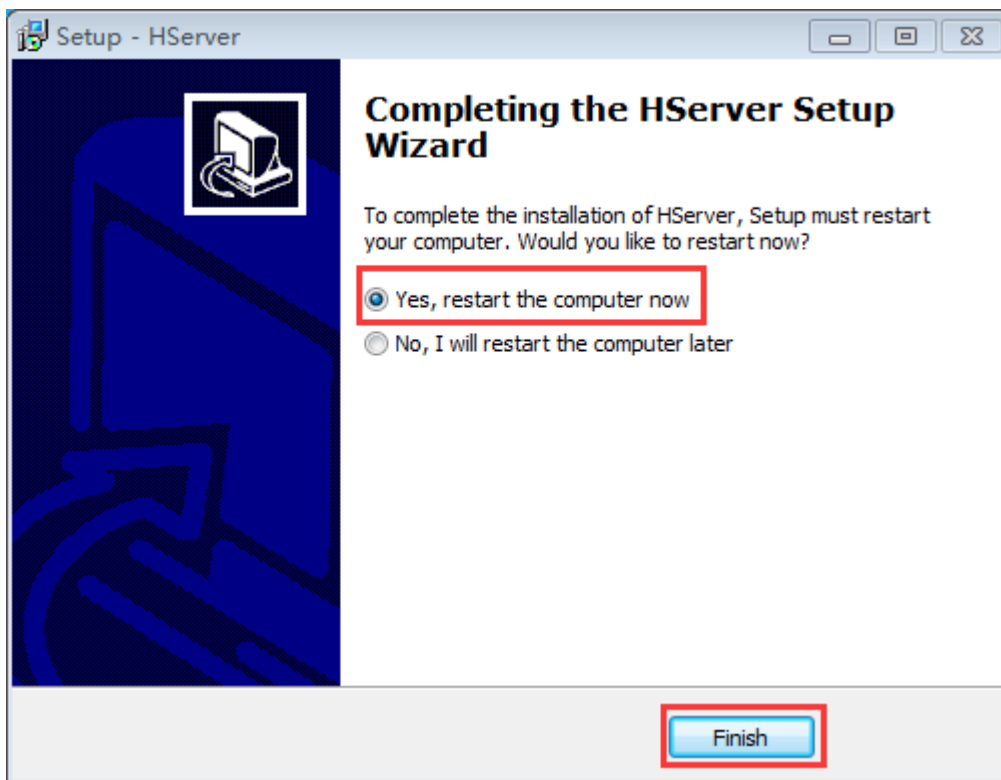 Setup - HServer
Completing the HServer Setup
Wizard
To complete the installation of HServer, Setup must restart
your computer. Would you like to restart now?
Yes, restart the computer now
No, I will restart the computer later
Finish